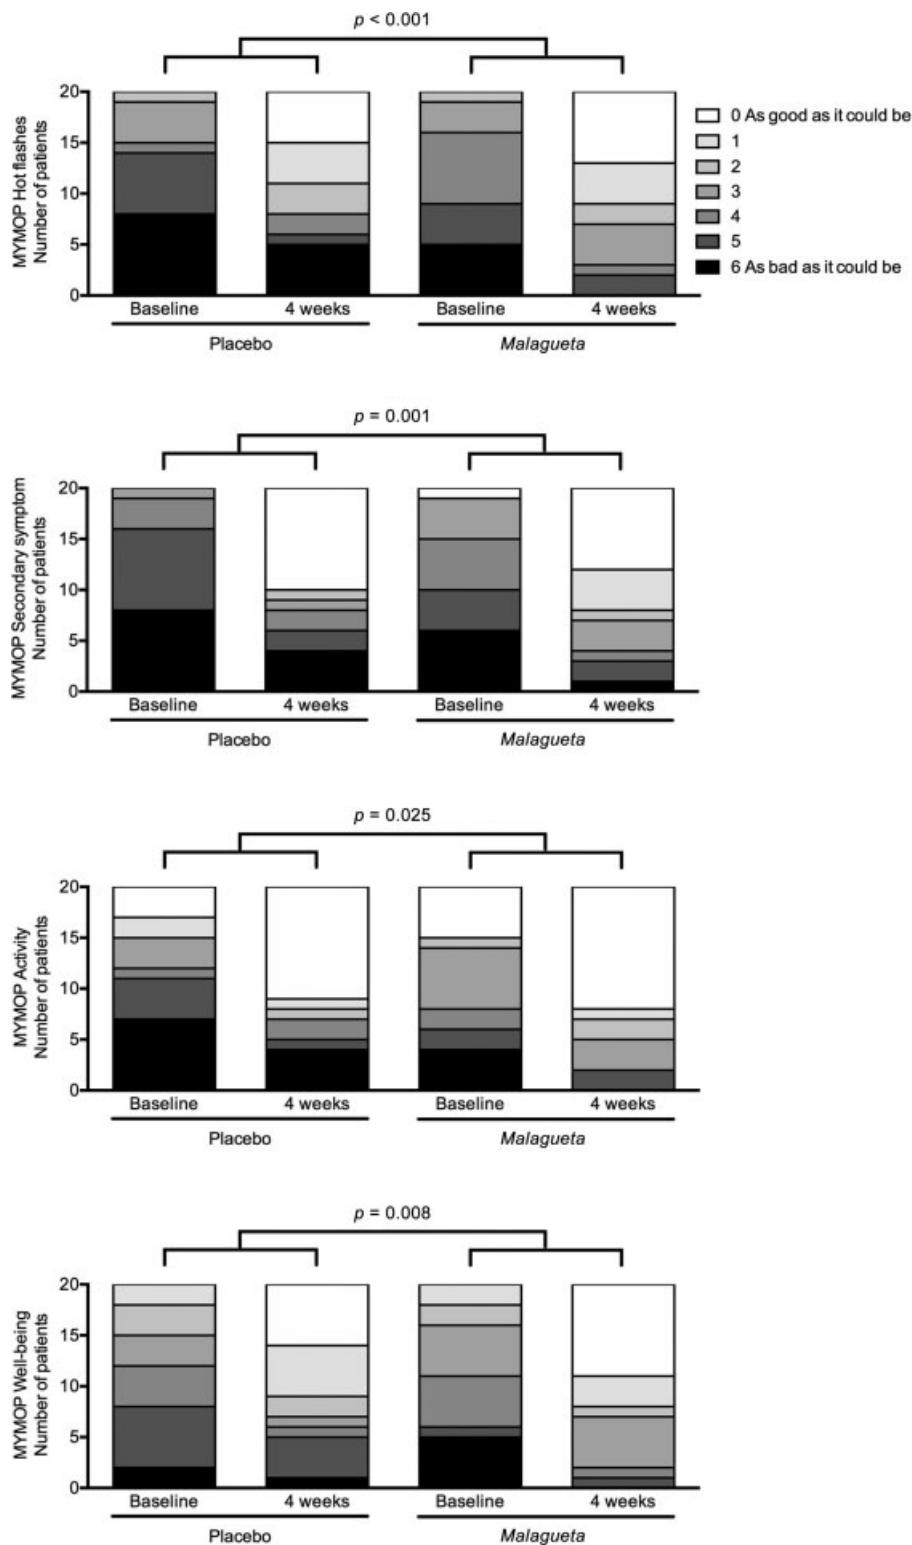 p < 0.001
MYMOP Hot flashes
Number of patients
20
15
10
5
0
0 As good as it could be
1
2
3
4
5
6 As bad as it could be
Baseline
4 weeks
Baseline
4 weeks
Placebo
Malagueta
p = 0.001
MYMOP Secondary symptom
Number of patients
20
15
10
5
0
Baseline
4 weeks
Baseline
4 weeks
Placebo
Malagueta
p = 0.025
MYMOP Activity
Number of patients
20
15
10
5
0
Baseline
4 weeks
Baseline
4 weeks
Placebo
Malagueta
p = 0.008
MYMOP Well-being
Number of patients
20
15
10
5
0
Baseline
4 weeks
Baseline
4 weeks
Placebo
Malagueta